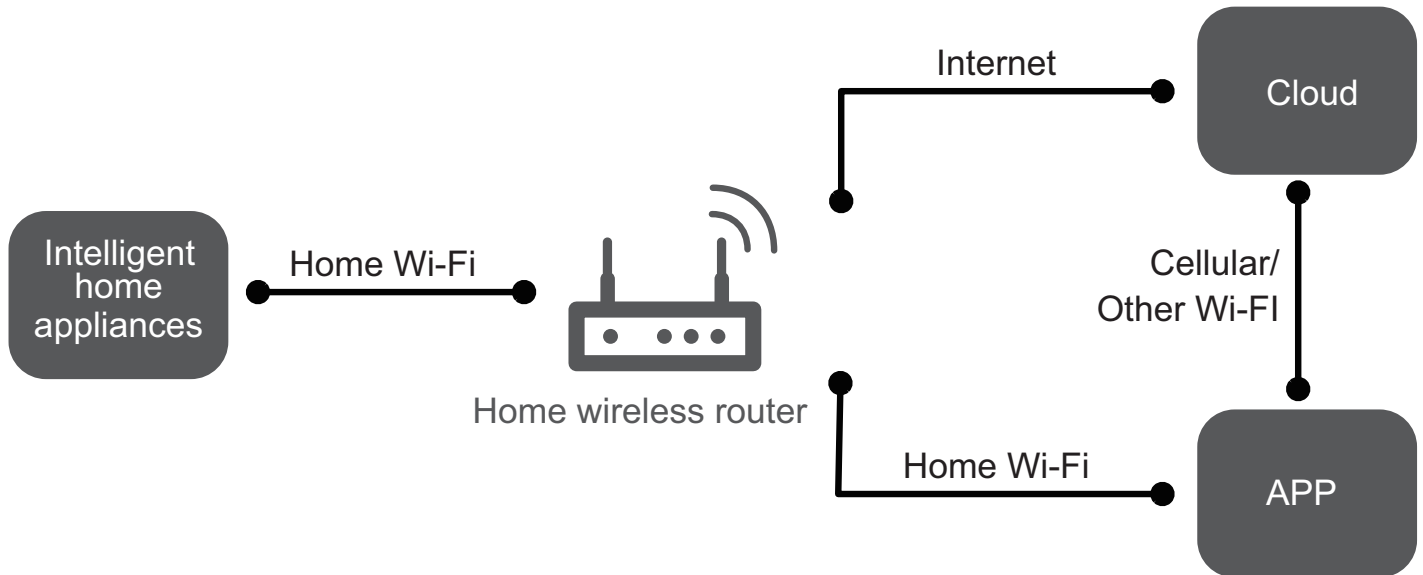 Internet
Cloud
Intelligent
home
appliances
Home Wi-Fi
Cellular/
Other Wi-FI
Home wireless router
Home Wi-Fi
APP